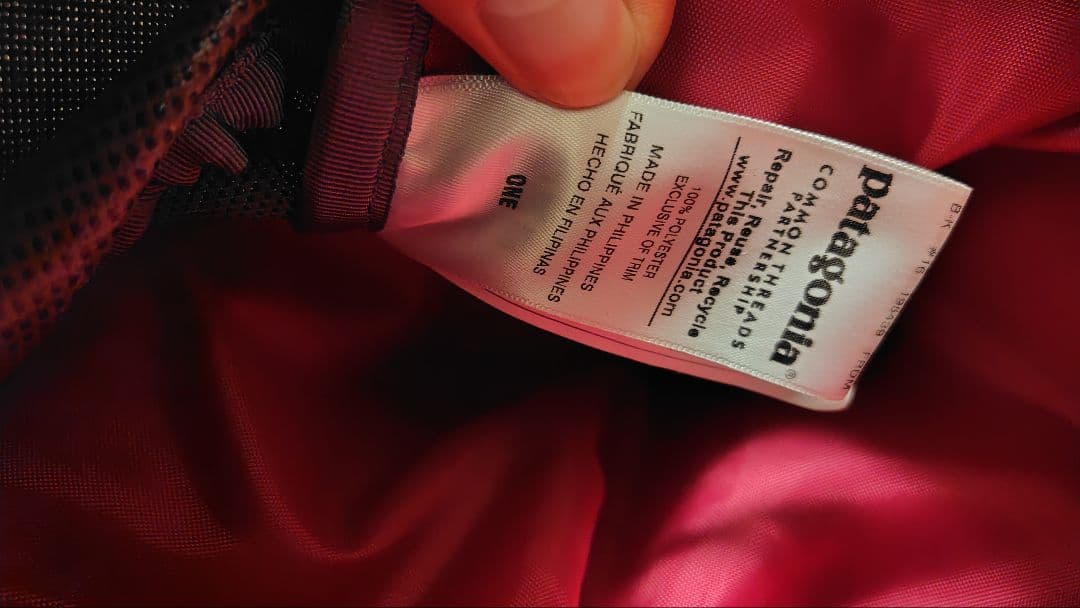 patagonia®
COMMON THREADS
PARTNERSHIP
Repair, Reuse, Recycle
This Product
www.patagonia.com
100% POLYESTER
EXCLUSIVE OF TRIM
MADE IN PHILIPPINES
FABRIQUÉ AUX PHILIPPINES
HECHO EN FILIPINAS
ONE